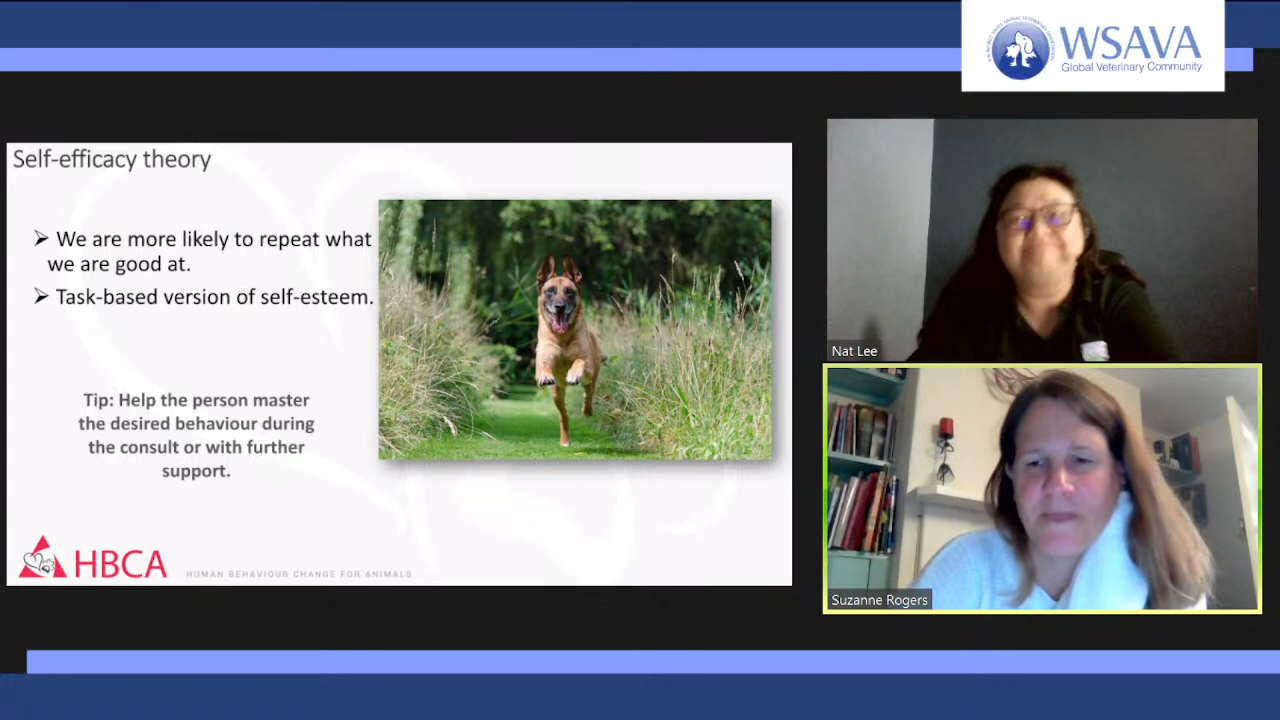 WSAVA
Global Veterinary Community
Self-efficacy theory
➢ We are more likely to repeat what
we are good at.
➢ Task-based version of self-esteem.
Tip: Help the person master
the desired behaviour during
the consult or with further
support.
HBCA
HUMAN BEHAVIOUR CHANGE FOR ANIMALS
Nat Lee
Suzanne Rogers